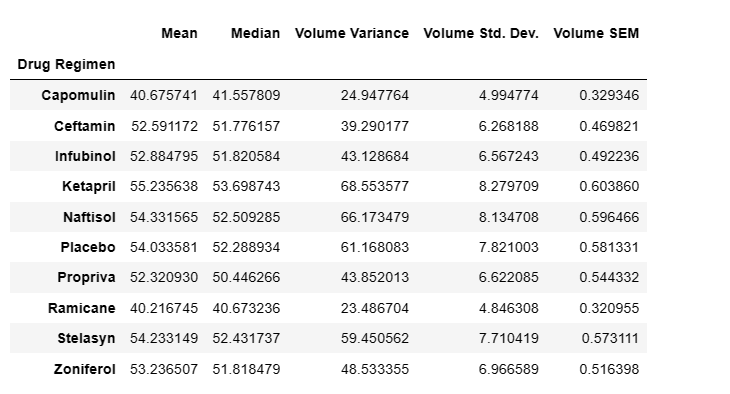 Mean Median Volume Variance Volume Std. Dev. Volume SEM
Drug Regimen
Capomulin 40.675741 41.557809 24.947764 4.994774 0.329346
Ceftamin 52.591172 51.776157 39.290177 6.268188 0.469821
Infubinol 52.884795 51.820584 43.128684 6.567243 0.492236
Ketapril 55.235638 53.698743 68.553577 8.279709 0.603860
Naftisol 54.331565 52.509285 66.173479 8.134708 0.596466
Placebo 54.033581 52.288934 61.168083 7.821003 0.581331
Propriva 52.320930 50.446266 43.852013 6.622085 0.544332
Ramicane 40.216745 40.673236 23.486704 4.846308 0.320955
Stelasyn 54.233149 52.431737 59.450562 7.710419 0.573111
Zoniferol 53.236507 51.818479 48.533355 6.966589 0.516398